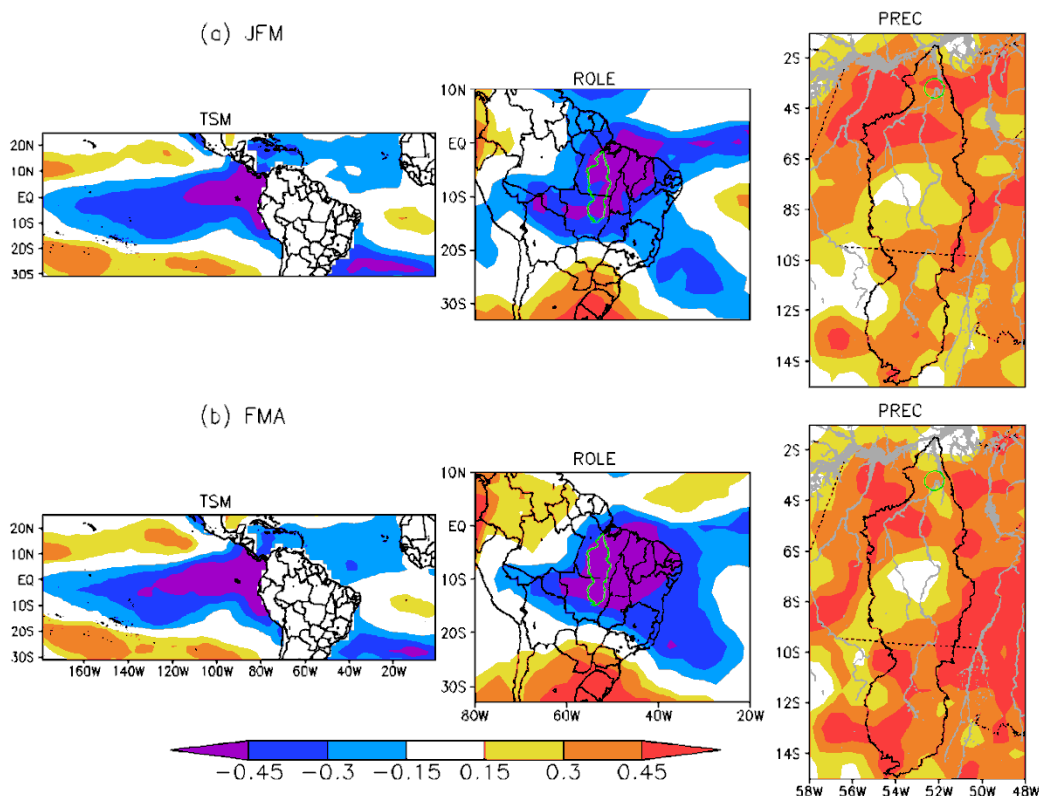 (a) JFM
TSM
20N
10N
EQ
10S
20S
30S
ROLE
10N
EQ
10S
20S
30S
PREC
2S
4S
6S
8S
10S
12S
14S
(b) FMA
TSM
20N
10N
EQ
10S
20S
30S
160W 140W 120W 100W 80W 60W 40W 20W
ROLE
10N
EQ
10S
20S
30S
80W 60W 40W 20W
PREC
2S
4S
6S
8S
10S
12S
14S
58W 56W 54W 52W 50W 48W
-0.45 -0.3 -0.15 0.15 0.3 0.45